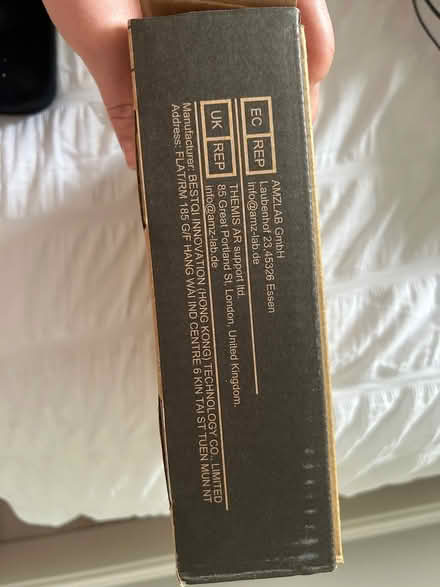 EC REP
AMZLAB GmbH
Laubenhof 23,45326 Essen
info@amz-lab.de
UK REP
THEMIS AR support ltd.
85 Great Portland St, London, United Kingdom.
info@amz-lab.de
Manufacturer: BESTQI INNOVATION (HONG KONG) TECHNOLOGY CO., LIMITED
Address: FLAT/RM 185 G/F HANG WAI IND CENTRE 6 KIN TAI ST TUEN MUN NT